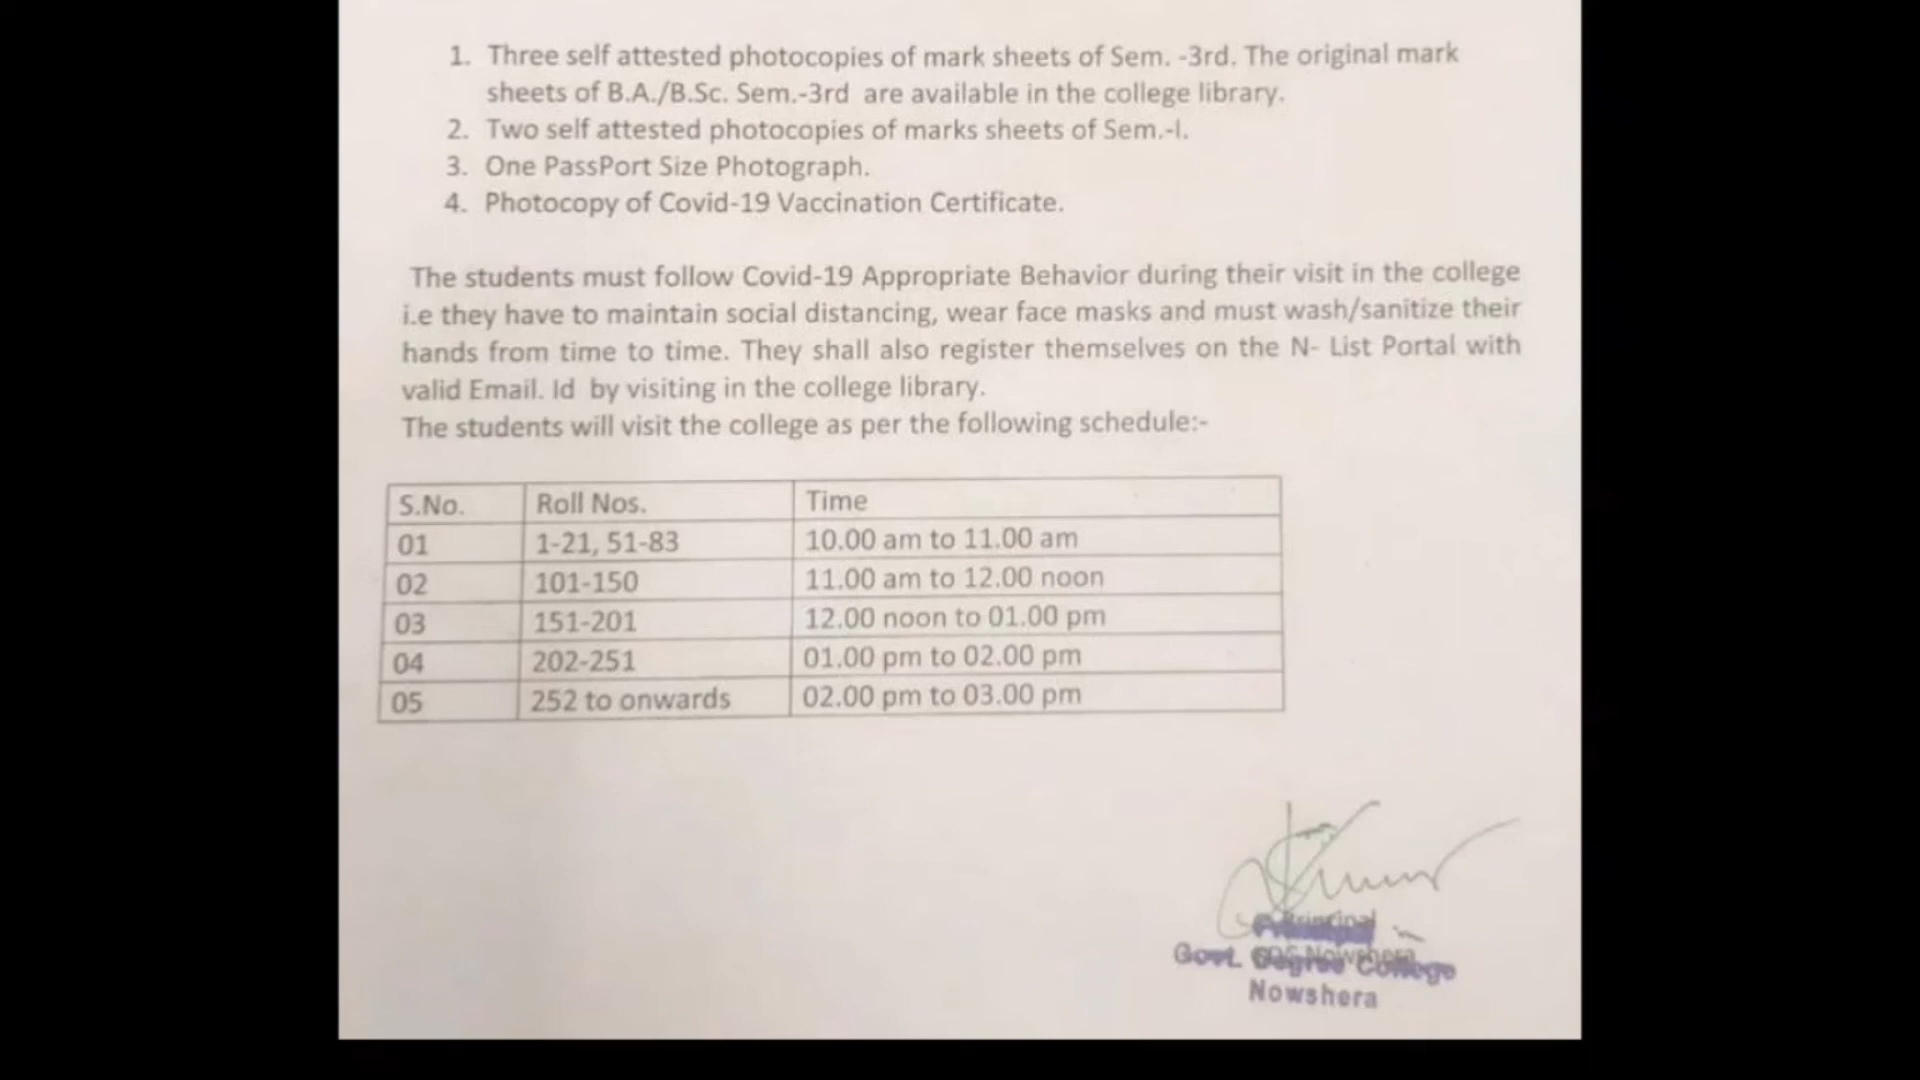 1. Three self attested photocopies of mark sheets of Sem. -3rd. The original mark
sheets of B.A./B.Sc. Sem.-3rd are available in the college library.
2. Two self attested photocopies of marks sheets of Sem.-I.
3. One PassPort Size Photograph.
4. Photocopy of Covid-19 Vaccination Certificate.
The students must follow Covid-19 Appropriate Behavior during their visit in the college
i.e they have to maintain social distancing, wear face masks and must wash/sanitize their
hands from time to time. They shall also register themselves on the N- List Portal with
valid Email. Id by visiting in the college library.
The students will visit the college as per the following schedule:-
S.No. Roll Nos. Time
01 1-21, 51-83 10.00 am to 11.00 am
02 101-150 11.00 am to 12.00 noon
03 151-201 12.00 noon to 01.00 pm
04 202-251 01.00 pm to 02.00 pm
05 252 to onwards 02.00 pm to 03.00 pm
Principal
Govt. Degree College
Nowshera